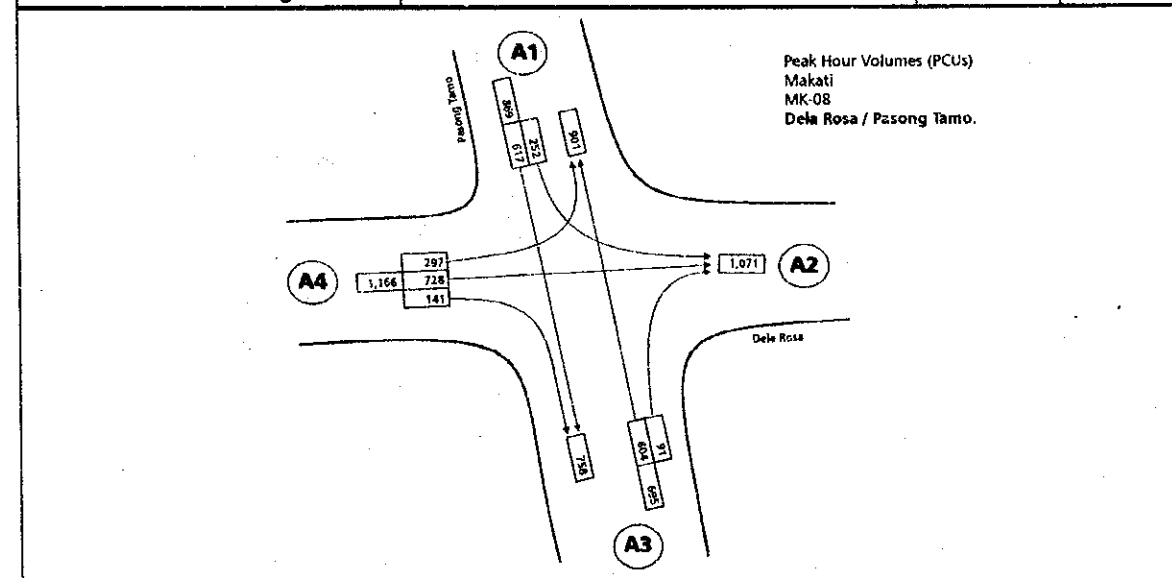 A1
Peak Hour Volumes (PCUs)
Makati
MK-08
Dela Rosa / Pasong Tamo.
Pasong Tamo
869
617
252
901
A4
1,166
297
728
141
1,071
A2
Dela Rosa
758
604
91
695
A3